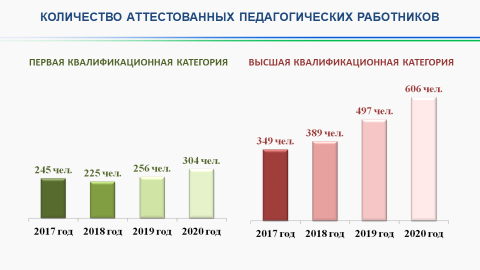 КОЛИЧЕСТВО АТТЕСТОВАННЫХ ПЕДАГОГИЧЕСКИХ РАБОТНИКОВ
ПЕРВАЯ КВАЛИФИКАЦИОННАЯ КАТЕГОРИЯ
245 чел.
225 чел.
256 чел.
304 чел.
2017 год
2018 год
2019 год
2020 год
ВЫСШАЯ КВАЛИФИКАЦИОННАЯ КАТЕГОРИЯ
349 чел.
389 чел.
497 чел.
606 чел.
2017 год
2018 год
2019 год
2020 год